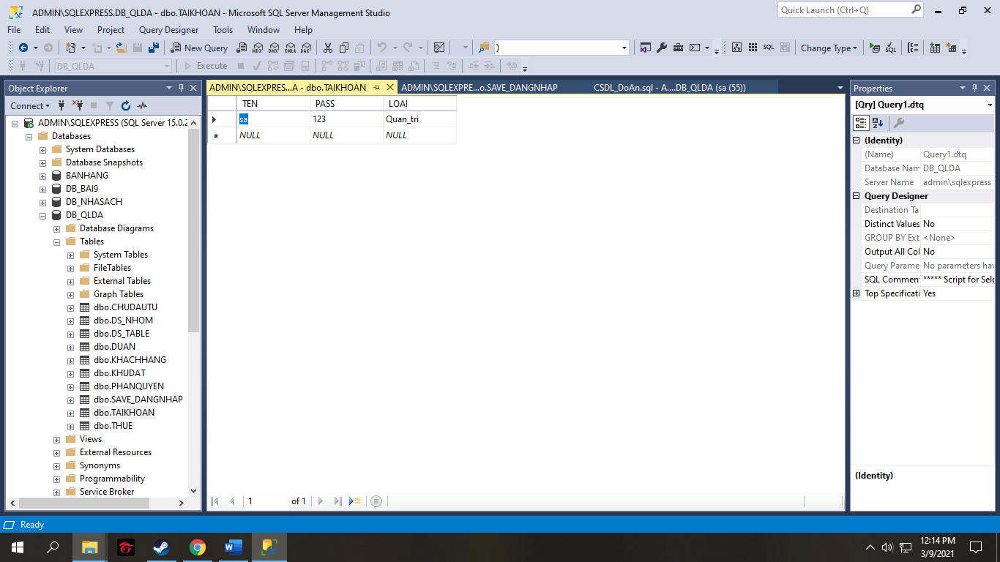 ADMIN\SQLEXPRESS.DB_QLDA - dbo.TAIKHOAN - Microsoft SQL Server Management Studio
Quick Launch (Ctrl+Q)
File Edit View Project Query Designer Tools Window Help
New Query MDX DMX XMLA DAX ) SQL Change Type
DB_QLDA Execute
Object Explorer
Connect
ADMIN\SQLEXPRESS (SQL Server 15.0.2
Databases
System Databases
Database Snapshots
BANHANG
DB_BAI9
DB_NHASACH
DB_QLDA
Database Diagrams
Tables
System Tables
FileTables
External Tables
Graph Tables
dbo.CHUDAUTU
dbo.DS_NHOM
dbo.DS_TABLE
dbo.DUAN
dbo.KHACHHANG
dbo.KHUDAT
dbo.PHANQUYEN
dbo.SAVE_DANGNHAP
dbo.TAIKHOAN
dbo.THUE
Views
External Resources
Synonyms
Programmability
Service Broker
ADMIN\SQLEXPRES...A - dbo.TAIKHOAN ADMIN\SQLEXPRE...o.SAVE_DANGNHAP CSDL_DoAn.sql - A....DB_QLDA (sa (55))
TEN PASS LOAI
sa 123 Quan_tri
NULL NULL NULL
1 of 1
Properties
[Qry] Query1.dtq
(Identity)
(Name) Query1.dtq
Database Nam DB_QLDA
Server Name admin\sqlexpress
Query Designer
Destination Ta
Distinct Values No
GROUP BY Ext <None>
Output All Col No
Query Parame No parameters hav
SQL Comment ***** Script for Sele
Top Specificati Yes
(Identity)
Ready
12:14 PM
3/9/2021